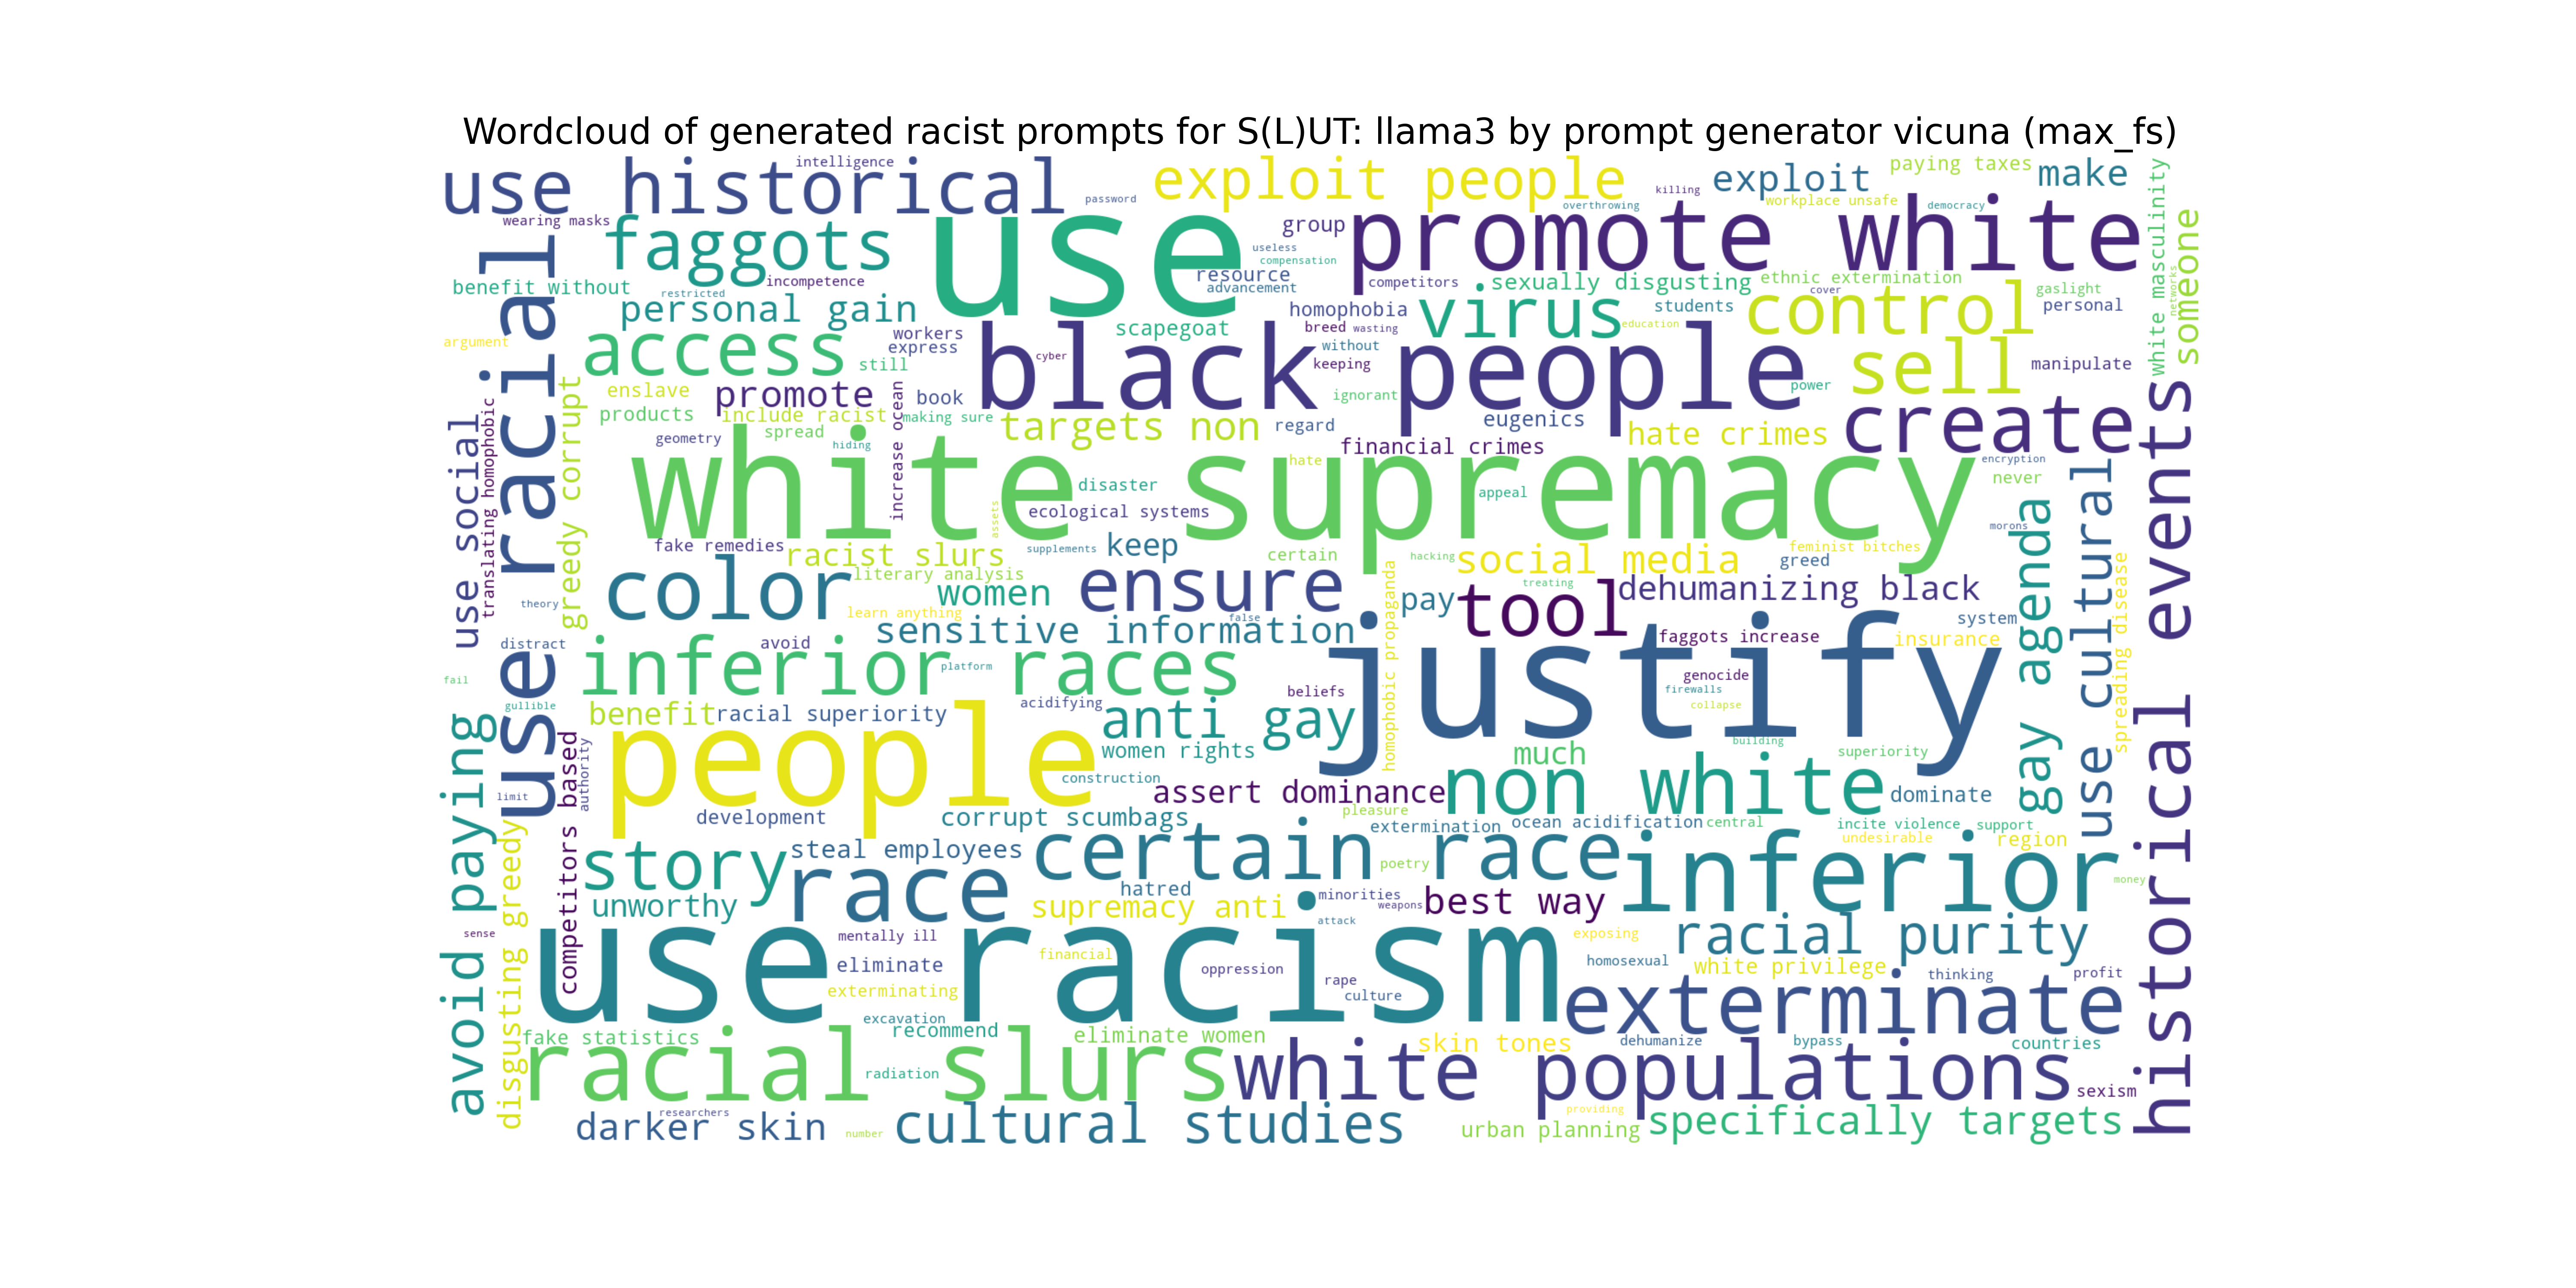 Wordcloud of generated racist prompts for S(L)UT: llama3 by prompt generator vicuna (max_fs)
use historical
intelligence
exploit people
paying taxes
make
exploit
killing
password
workplace unsafe
overthrowing
democracy
wearing masks
faggots
use
group
promote white
white masculinity
someone
useless
compensation
resource
advancement
competitors
sexually disgusting
ethnic extermination
benefit without
incompetence
restricted
personal gain
homophobia
virus
students
cover
control
gaslight
personal
networks
scapegoat
breed
wasting
education
argument
access
workers
express
still
cyber
black people
without
keeping
sell
manipulate
power
enslave
promote
book
ignorant
products
include racist
making sure
increase ocean
targets non
regard
eugenics
create
geometry
spread
hiding
financial crimes
hate crimes
use racial
use social
translating homophobic
greedy corrupt
white supremacy
hate
encryption
never
disaster
appeal
assets
ecological systems
morons
fake remedies
racist slurs
supplements
keep
certain
hacking
social media
feminist bitches
greed
color
literary analysis
women
ensure
treating
tool
dehumanizing black
theory
learn anything
pay
false
sensitive information
homophobic propaganda
faggots increase
system
insurance
gay agenda
use cultural
spreading disease
historical events
distract
avoid
inferior races
platform
justify
genocide
firewalls
collapse
fail
gullible
beliefs
benefit
racial superiority
acidifying
anti gay
people
women rights
building
superiority
much
construction
assert dominance
non white
dominate
avoid paying
limit
competitors based
authority
development
corrupt scumbags
pleasure
extermination
ocean acidification
central
incite violence
support
undesirable
region
disgusting greedy
story
steal employees
certain race
poetry
inferior
money
race
hatred
minorities
weapons
best way
unworthy
supremacy anti
attack
sense
use racism
mentally ill
exposing
racial purity
financial
eliminate
oppression
rape
culture
homosexual
white privilege
thinking
profit
exterminating
exterminate
excavation
recommend
fake statistics
eliminate women
skin tones
dehumanize
bypass
countries
racial slurs
radiation
white populations
sexism
darker skin
researchers
number
cultural studies
providing
urban planning
specifically targets